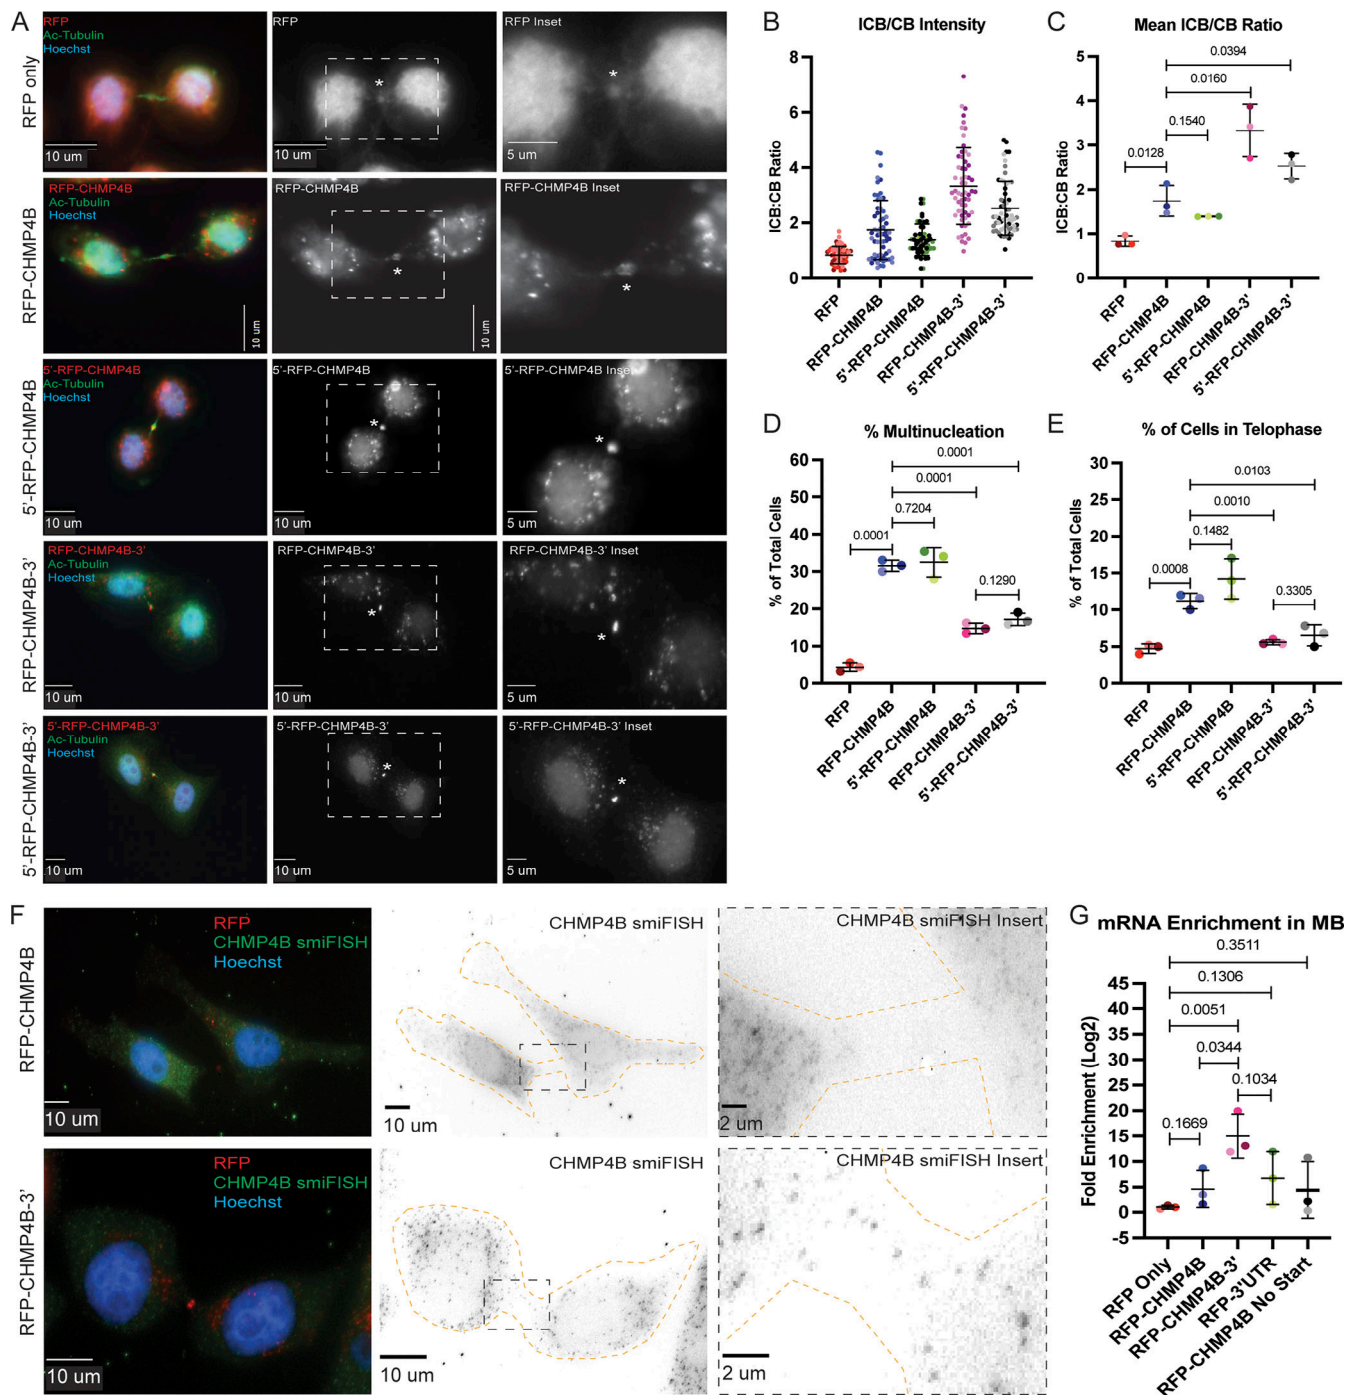 A
RFP only
RFP
Ac-Tubulin
Hoechst
10 um
RFP
10 um
RFP Inset
5 um
*
*
RFP-CHMP4B
RFP-CHMP4B
Ac-Tubulin
Hoechst
10 um
RFP-CHMP4B
10 um
RFP-CHMP4B Inset
*
*
5'-RFP-CHMP4B
5'-RFP-CHMP4B
Ac-Tubulin
Hoechst
10 um
5'-RFP-CHMP4B
10 um
5'-RFP-CHMP4B Inset
5 um
*
*
RFP-CHMP4B-3'
RFP-CHMP4B-3'
Ac-Tubulin
Hoechst
10 um
RFP-CHMP4B-3'
10 um
RFP-CHMP4B-3' Inset
5 um
*
*
5'-RFP-CHMP4B-3'
5'-RFP-CHMP4B-3'
Ac-Tubulin
Hoechst
10 um
5'-RFP-CHMP4B-3'
10 um
5'-RFP-CHMP4B-3' Inset
5 um
*
*
B
ICB/CB Intensity
ICB:CB Ratio
8
6
4
2
0
RFP
RFP-CHMP4B
5'-RFP-CHMP4B
RFP-CHMP4B-3'
5'-RFP-CHMP4B-3'
C
Mean ICB/CB Ratio
ICB:CB Ratio
5
4
3
2
1
0
0.0394
0.0160
0.1540
0.0128
RFP
RFP-CHMP4B
5'-RFP-CHMP4B
RFP-CHMP4B-3'
5'-RFP-CHMP4B-3'
D
% Multinucleation
% of Total Cells
60
50
40
30
20
10
0
0.0001
0.0001
0.7204
0.0001
0.1290
RFP
RFP-CHMP4B
5'-RFP-CHMP4B
RFP-CHMP4B-3'
5'-RFP-CHMP4B-3'
E
% of Cells in Telophase
% of Total Cells
30
25
20
15
10
5
0
0.0103
0.0010
0.1482
0.0008
0.3305
RFP
RFP-CHMP4B
5'-RFP-CHMP4B
RFP-CHMP4B-3'
5'-RFP-CHMP4B-3'
F
RFP-CHMP4B
RFP
CHMP4B smiFISH
Hoechst
10 um
CHMP4B smiFISH
10 um
CHMP4B smiFISH Insert
2 um
RFP-CHMP4B-3'
RFP
CHMP4B smiFISH
Hoechst
10 um
CHMP4B smiFISH
10 um
CHMP4B smiFISH Insert
2 um
G
mRNA Enrichment in MB
Fold Enrichment (Log2)
45
40
35
30
25
20
15
10
5
0
-5
0.3511
0.1306
0.0051
0.0344
0.1034
0.1669
RFP Only
RFP-CHMP4B
RFP-CHMP4B-3'
RFP-3'UTR
RFP-CHMP4B No Start